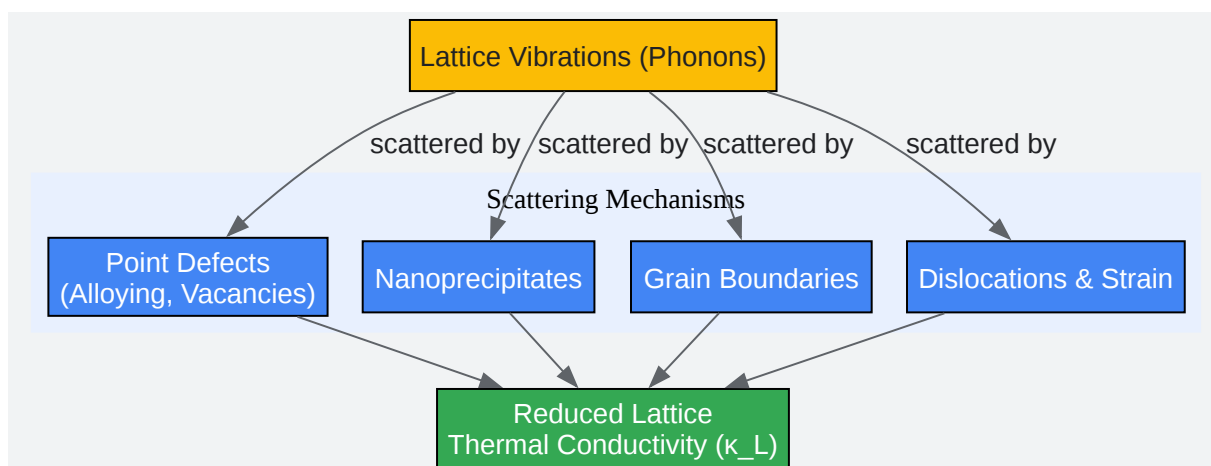 Lattice Vibrations (Phonons)
scattered by
scattered by
scattered by
scattered by
Scattering Mechanisms
Point Defects
(Alloying, Vacancies)
Nanoprecipitates
Grain Boundaries
Dislocations & Strain
Reduced Lattice
Thermal Conductivity (κ_L)